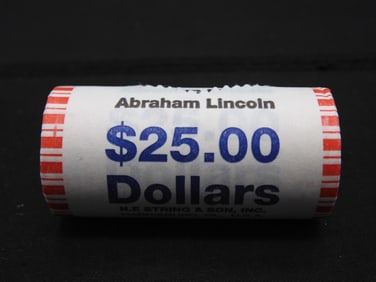 Abraham Lincoln
$25.00
Dollars
N.F. STRING & SON, INC.